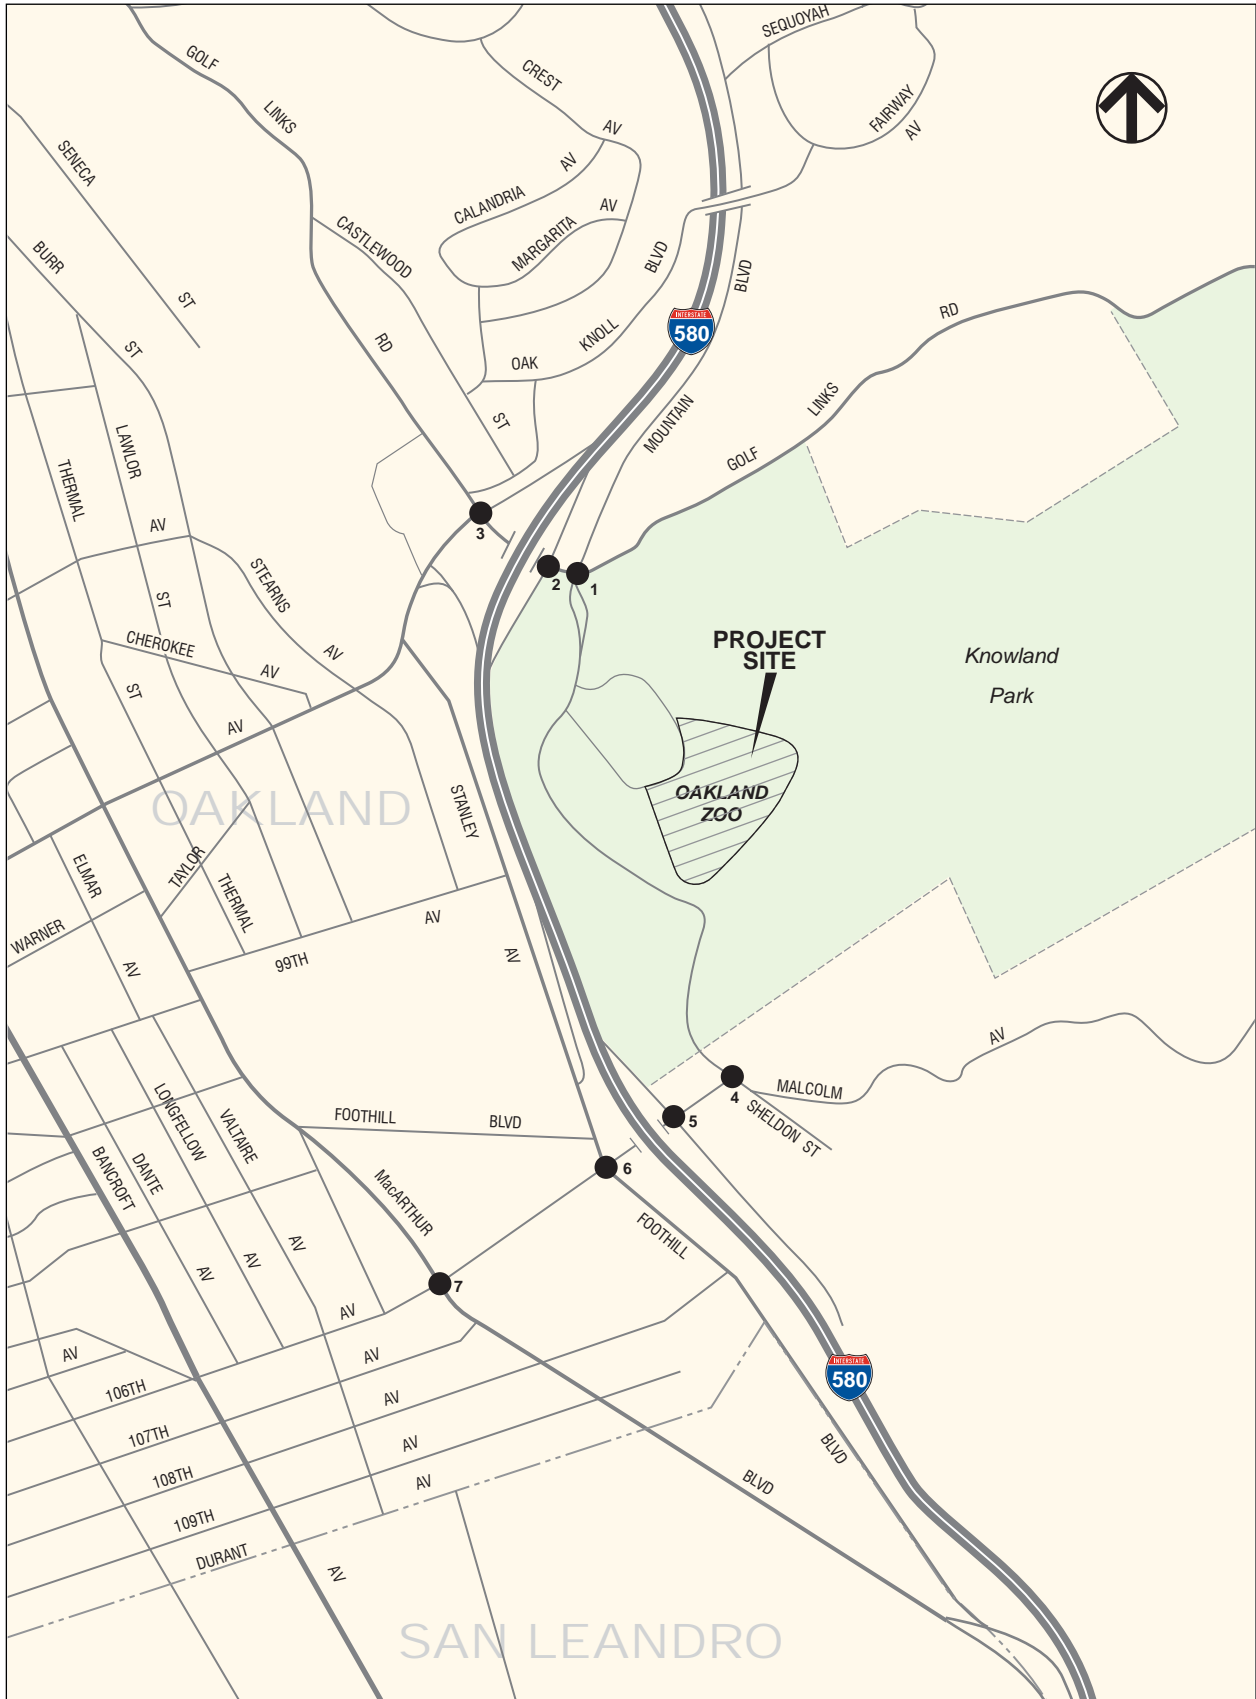 SEQUOYAH
GOLF
CREST
FAIRWAY
AV
LINKS
AV
SENECA
AV
CALANDRIA
AV
MARGARITA
CASTLEWOOD
BURR
BLVD
BLVD
ST
INTERSTATE
580
RD
KNOLL
RD
ST
OAK
LINKS
MOUNTAIN
ST
LAWLOR
GOLF
THERMAL
AV
3
STEARNS
2
1
ST
PROJECT
SITE
CHEROKEE
AV
Knowland
Park
AV
ST
AV
OAKLAND
ZOO
OAKLAND
STANLEY
ELMAR
TAYLOR
THERMAL
WARNER
AV
AV
99TH
AV
AV
MALCOLM
4
SHELDON ST
5
LONGFELLOW
VALTAIRE
FOOTHILL
BLVD
BANCROFT
DANTE
6
MacARTHUR
FOOTHILL
AV
AV
AV
7
AV
AV
AV
INTERSTATE
580
106TH
AV
107TH
AV
BLVD
108TH
AV
BLVD
109TH
DURANT
AV
SAN LEANDRO